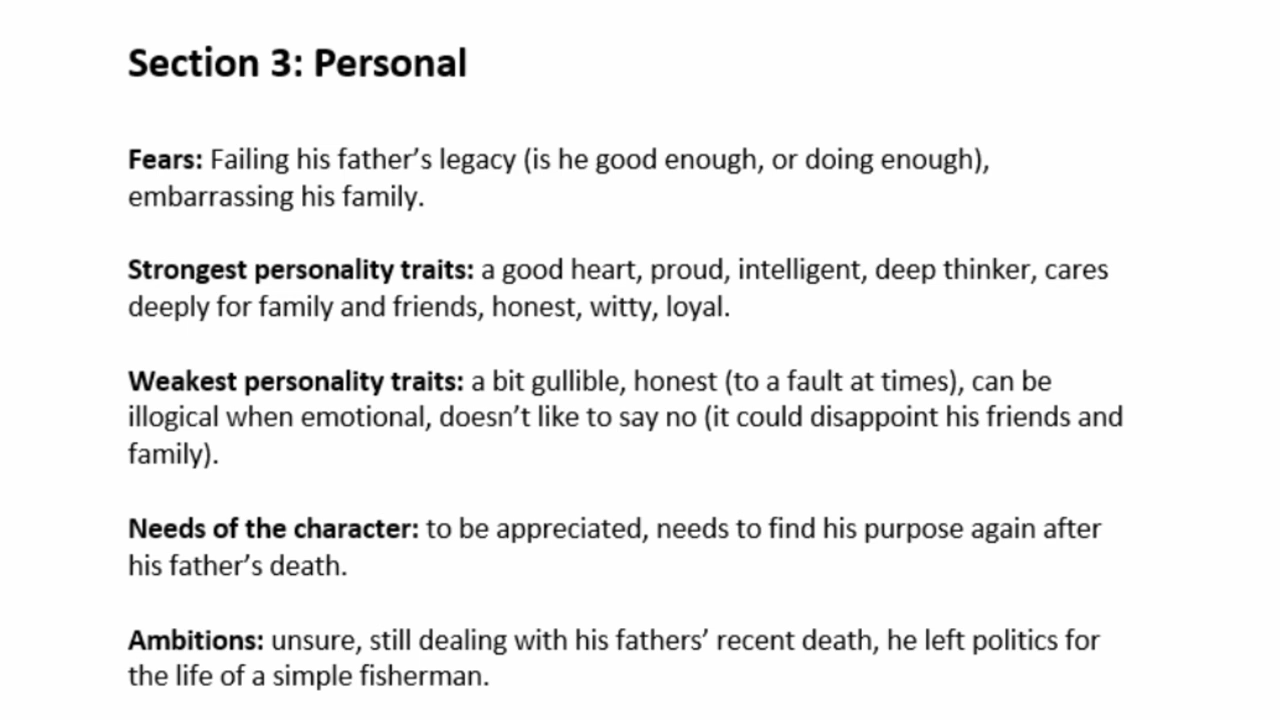 Section 3: Personal
Fears: Failing his father’s legacy (is he good enough, or doing enough),
embarrassing his family.
Strongest personality traits: a good heart, proud, intelligent, deep thinker, cares
deeply for family and friends, honest, witty, loyal.
Weakest personality traits: a bit gullible, honest (to a fault at times), can be
illogical when emotional, doesn’t like to say no (it could disappoint his friends and
family).
Needs of the character: to be appreciated, needs to find his purpose again after
his father’s death.
Ambitions: unsure, still dealing with his fathers’ recent death, he left politics for
the life of a simple fisherman.